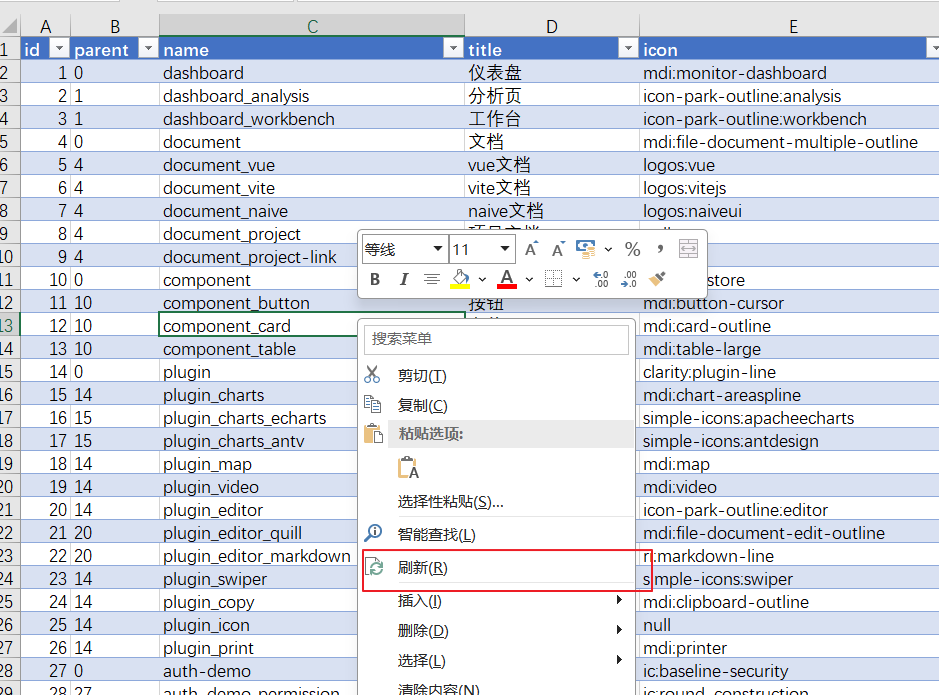 A B C D E
1 id parent name title icon
2 1 0 dashboard 仪表盘 mdi:monitor-dashboard
3 2 1 dashboard_analysis 分析页 icon-park-outline:analysis
4 3 1 dashboard_workbench 工作台 icon-park-outline:workbench
5 4 0 document 文档 mdi:file-document-multiple-outline
6 5 4 document_vue vue文档 logos:vue
7 6 4 document_vite vite文档 logos:vitejs
8 7 4 document_naive naive文档 logos:naiveui
9 8 4 document_project
10 9 4 document_project-link
11 10 0 component store
12 11 10 component_button 按钮 mdi:button-cursor
13 12 10 component_card mdi:card-outline
14 13 10 component_table mdi:table-large
15 14 0 plugin clarity:plugin-line
16 15 14 plugin_charts mdi:chart-areaspline
17 16 15 plugin_charts_echarts simple-icons:apacheecharts
18 17 15 plugin_charts_antv simple-icons:antdesign
19 18 14 plugin_map mdi:map
20 19 14 plugin_video mdi:video
21 20 14 plugin_editor icon-park-outline:editor
22 21 20 plugin_editor_quill mdi:file-document-edit-outline
23 22 20 plugin_editor_markdown ri:markdown-line
24 23 14 plugin_swiper simple-icons:swiper
25 24 14 plugin_copy mdi:clipboard-outline
26 25 14 plugin_icon null
27 26 14 plugin_print mdi:printer
28 27 0 auth-demo ic:baseline-security
29 28 27 auth_demo_permission ic:round_construction
等线 11 A A % ,
B I A .00 .00
搜索菜单
剪切(T)
复制(C)
粘贴选项:
A
选择性粘贴(S)...
智能查找(L)
刷新(R)
插入(I)
删除(D)
选择(L)
清除内容(N)